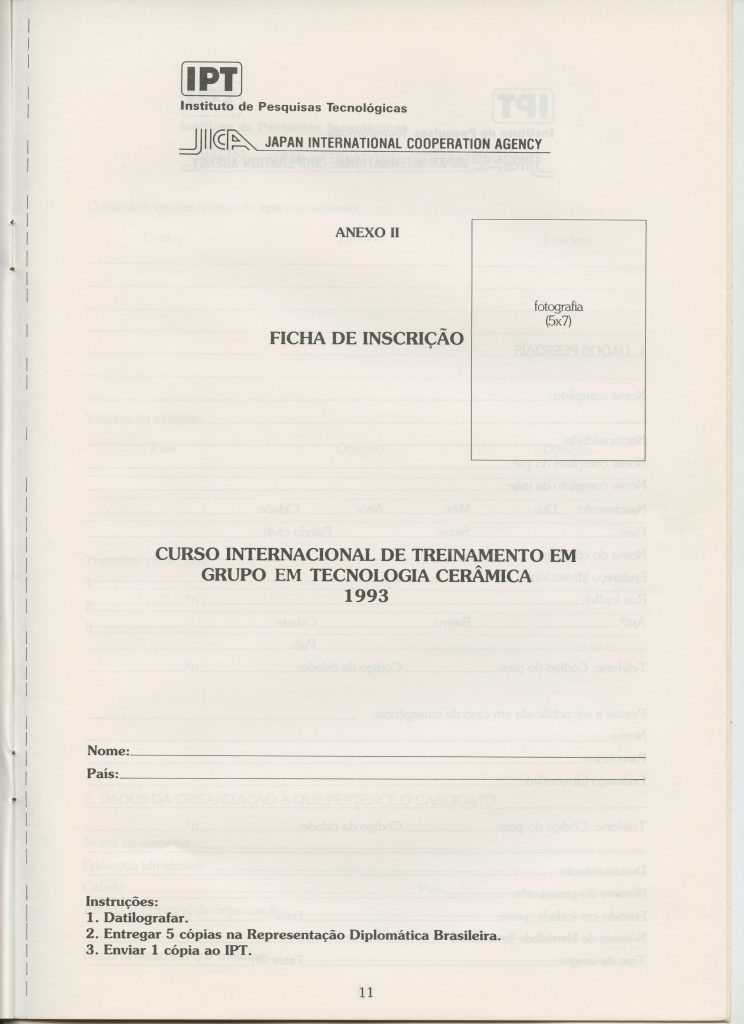 IPT
Instituto de Pesquisas Tecnológicas
JICA JAPAN INTERNATIONAL COOPERATION AGENCY
ANEXO II
fotografia
(5x7)
FICHA DE INSCRIÇÃO
CURSO INTERNACIONAL DE TREINAMENTO EM
GRUPO EM TECNOLOGIA CERÂMICA
1993
Nome:
País:
Instruções:
1. Datilografar.
2. Entregar 5 cópias na Representação Diplomática Brasileira.
3. Enviar 1 cópia ao IPT.
11